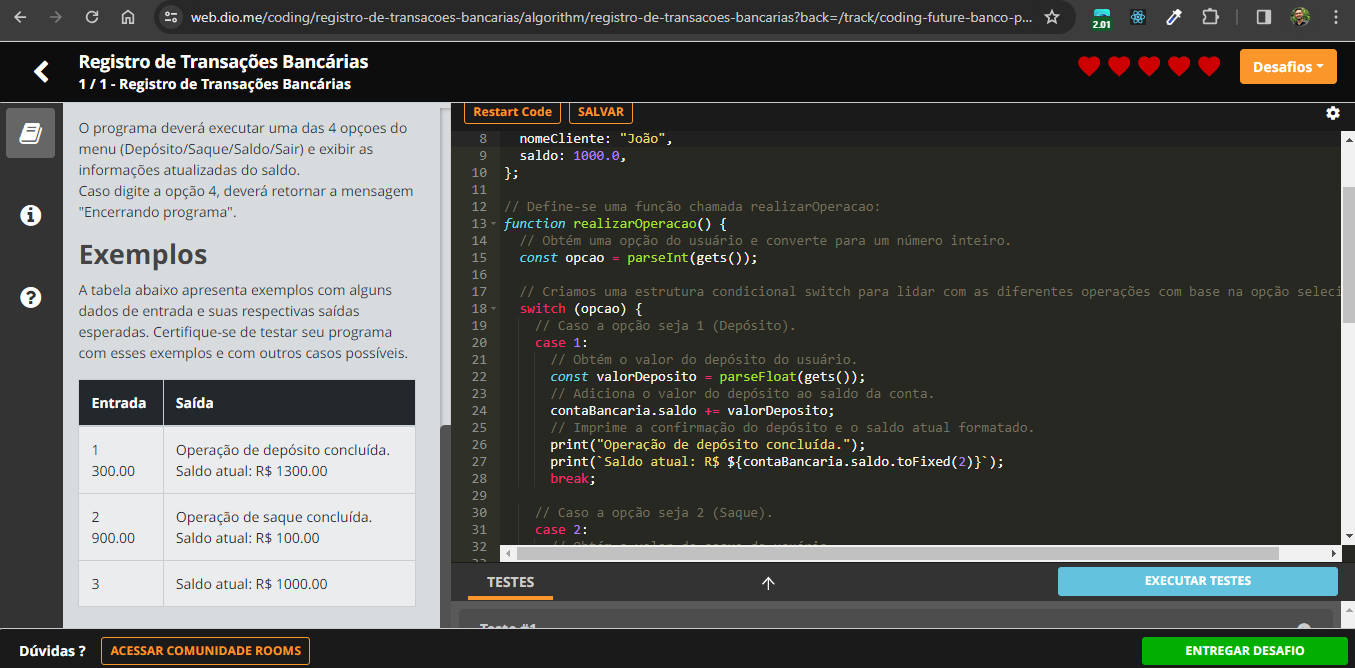 web.dio.me/coding/registro-de-transacoes-bancarias/algorithm/registro-de-transacoes-bancarias?back=/track/coding-future-banco-p...
2.01
Registro de Transações Bancárias
1 / 1 - Registro de Transações Bancárias
Desafios
O programa deverá executar uma das 4 opçoes do
menu (Depósito/Saque/Saldo/Sair) e exibir as
informações atualizadas do saldo.
Caso digite a opção 4, deverá retornar a mensagem
"Encerrando programa".
Exemplos
A tabela abaixo apresenta exemplos com alguns
dados de entrada e suas respectivas saídas
esperadas. Certifique-se de testar seu programa
com esses exemplos e com outros casos possíveis.
Entrada Saída
1 Operação de depósito concluída.
300.00 Saldo atual: R$ 1300.00
2 Operação de saque concluída.
900.00 Saldo atual: R$ 100.00
3 Saldo atual: R$ 1000.00
Restart Code SALVAR
8 nomeCliente: "João",
9 saldo: 1000.0,
10 };
11
12 // Define-se uma função chamada realizarOperacao:
13 function realizarOperacao() {
14 // Obtém uma opção do usuário e converte para um número inteiro.
15 const opcao = parseInt(gets());
16
17 // Criamos uma estrutura condicional switch para lidar com as diferentes operações com base na opção seleci
18 switch (opcao) {
19 // Caso a opção seja 1 (Depósito).
20 case 1:
21 // Obtém o valor do depósito do usuário.
22 const valorDeposito = parseFloat(gets());
23 // Adiciona o valor do depósito ao saldo da conta.
24 contaBancaria.saldo += valorDeposito;
25 // Imprime a confirmação do depósito e o saldo atual formatado.
26 print("Operação de depósito concluída.");
27 print(`Saldo atual: R$ ${contaBancaria.saldo.toFixed(2)}`);
28 break;
29
30 // Caso a opção seja 2 (Saque).
31 case 2:
32 // Obtém o valor do saque do usuário.
33
TESTES EXECUTAR TESTES
Teste #1
Dúvidas ? ACESSAR COMUNIDADE ROOMS ENTREGAR DESAFIO